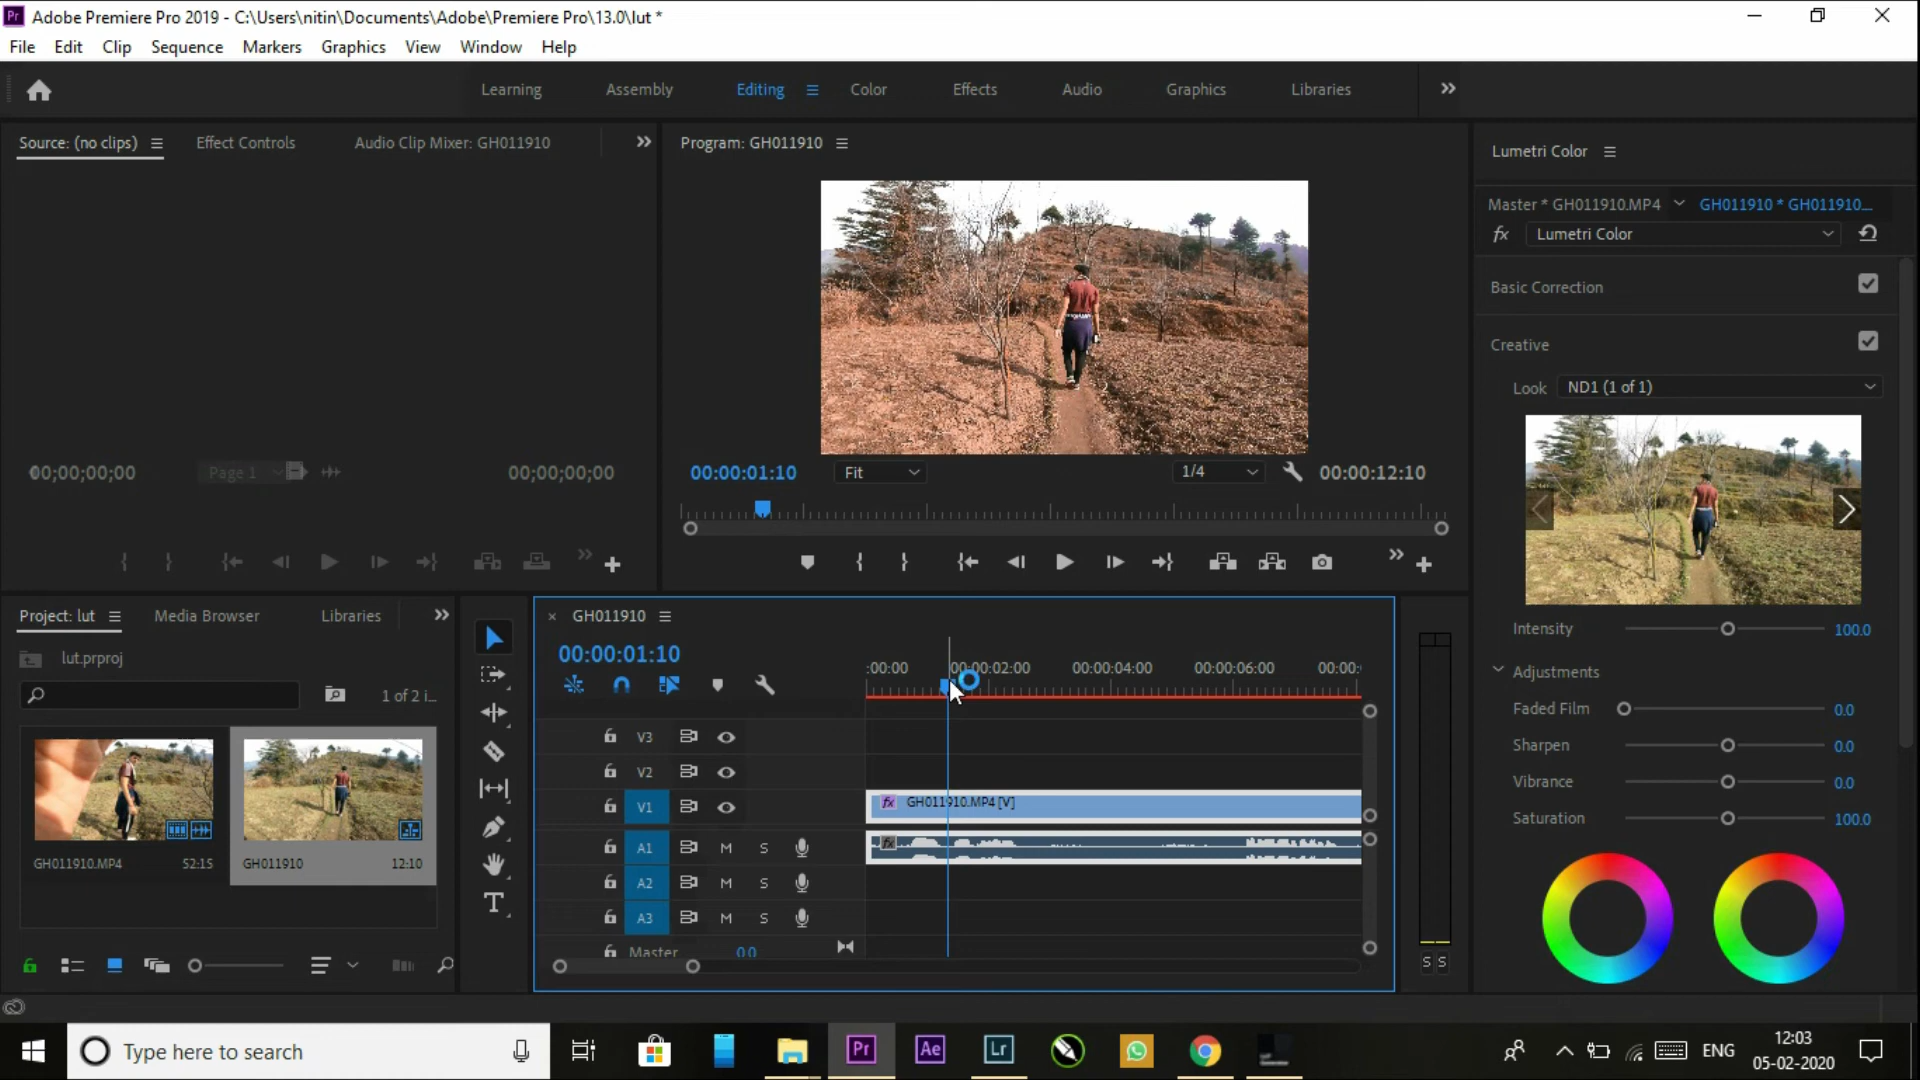 Adobe Premiere Pro 2019 - C:\Users\nitin\Documents\Adobe\Premiere Pro\13.0\lut *
File Edit Clip Sequence Markers Graphics View Window Help
Learning Assembly Editing Color Effects Audio Graphics Libraries
Source: (no clips) Effect Controls Audio Clip Mixer: GH011910
Program: GH011910
Lumetri Color
Master * GH011910.MP4 GH011910 * GH011910...
fx Lumetri Color
Basic Correction
Creative
Look ND1 (1 of 1)
00;00;00;00 Page 1 00;00;00;00
00:00:01:10 Fit 1/4 00:00:12:10
Intensity 100.0
Adjustments
Faded Film 0.0
Sharpen 0.0
Vibrance 0.0
Saturation 100.0
Project: lut Media Browser Libraries
lut.prproj
1 of 2 i...
GH011910.MP4 52:15
GH011910 12:10
GH011910
00:00:01:10
:00:00 00:00:02:00 00:00:04:00 00:00:06:00 00:00:
V3
V2
V1 fx GH011910.MP4 [V]
A1 M S fx
A2 M S
A3 M S
Master 0.0
S S
Type here to search
Pr Ae Lr
ENG
12:03
05-02-2020